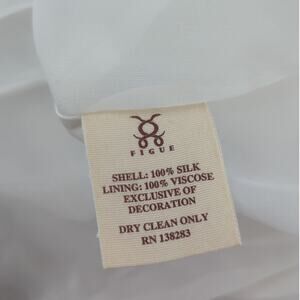 FIGUE
SHELL: 100% SILK
LINING: 100% VISCOSE
EXCLUSIVE OF
DECORATION
DRY CLEAN ONLY
RN 138283